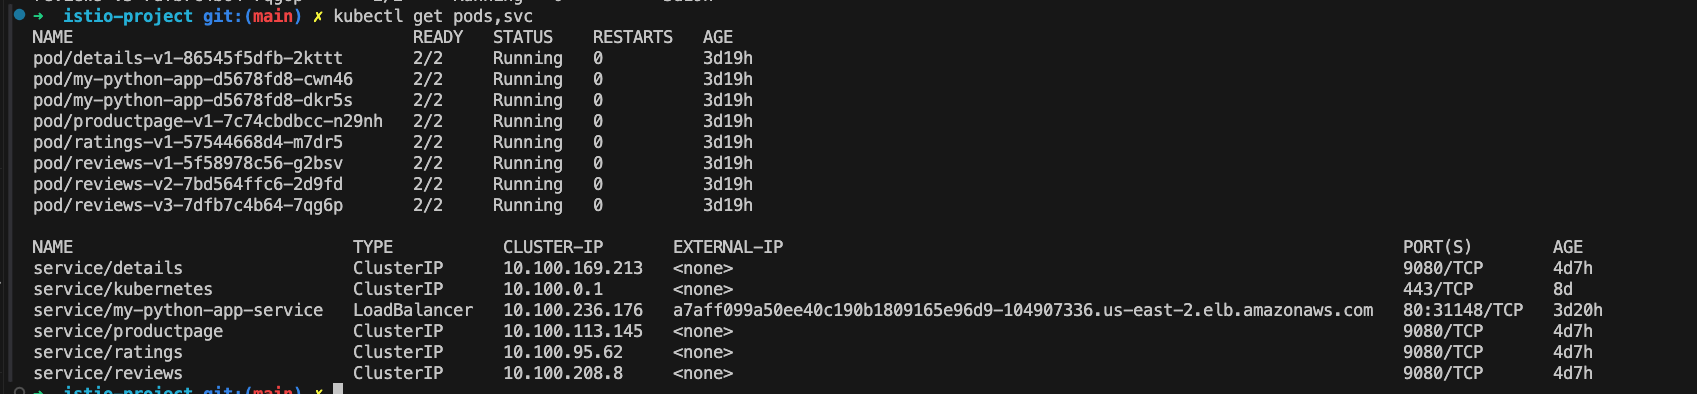 ➜ istio-project git:(main) ✗ kubectl get pods,svc
NAME READY STATUS RESTARTS AGE
pod/details-v1-86545f5dfb-2kttt 2/2 Running 0 3d19h
pod/my-python-app-d5678fd8-cwn46 2/2 Running 0 3d19h
pod/my-python-app-d5678fd8-dkr5s 2/2 Running 0 3d19h
pod/productpage-v1-7c74cbdbcc-n29nh 2/2 Running 0 3d19h
pod/ratings-v1-57544668d4-m7dr5 2/2 Running 0 3d19h
pod/reviews-v1-5f58978c56-g2bsv 2/2 Running 0 3d19h
pod/reviews-v2-7bd564ffc6-2d9fd 2/2 Running 0 3d19h
pod/reviews-v3-7dfb7c4b64-7qg6p 2/2 Running 0 3d19h
NAME TYPE CLUSTER-IP EXTERNAL-IP PORT(S) AGE
service/details ClusterIP 10.100.169.213 <none> 9080/TCP 4d7h
service/kubernetes ClusterIP 10.100.0.1 <none> 443/TCP 8d
service/my-python-app-service LoadBalancer 10.100.236.176 a7aff099a50ee40c190b1809165e96d9-104907336.us-east-2.elb.amazonaws.com 80:31148/TCP 3d20h
service/productpage ClusterIP 10.100.113.145 <none> 9080/TCP 4d7h
service/ratings ClusterIP 10.100.95.62 <none> 9080/TCP 4d7h
service/reviews ClusterIP 10.100.208.8 <none> 9080/TCP 4d7h
➜ istio-project git:(main) ✗